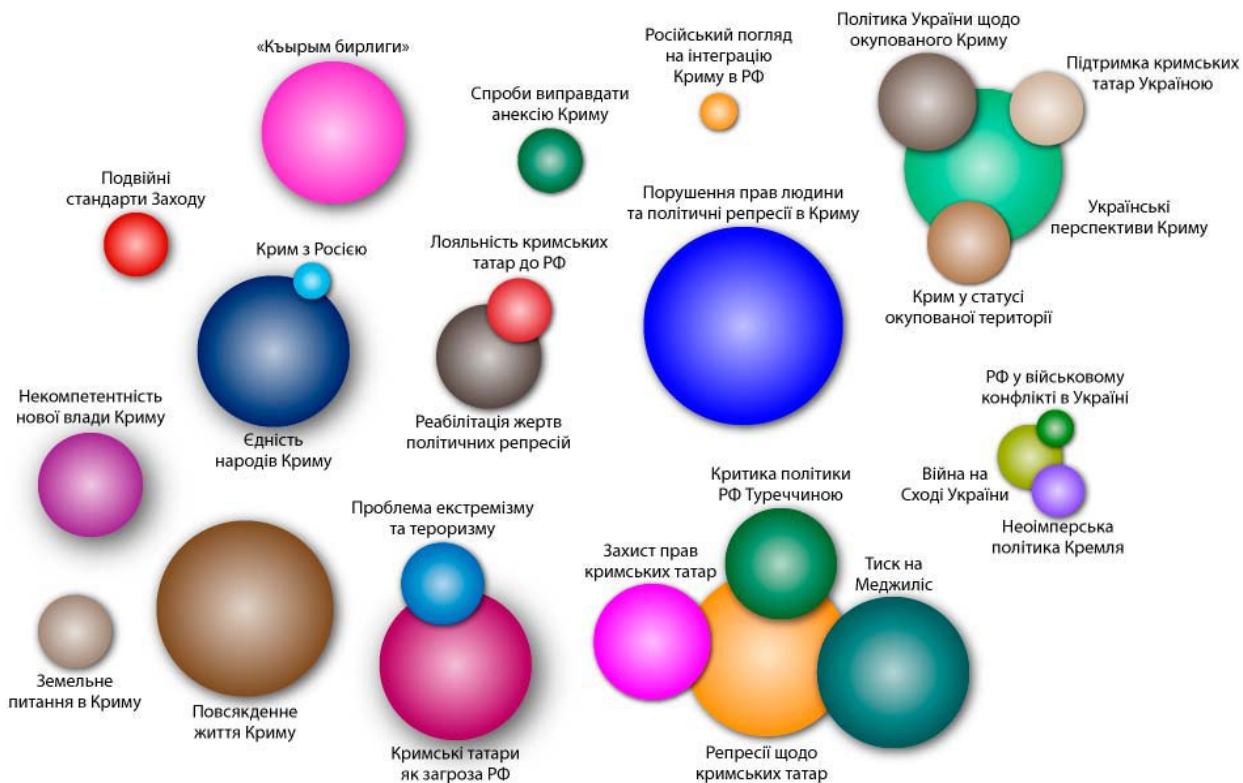 «Къырым бирлиги»
Російський погляд
на інтеграцію
Криму в РФ
Політика України щодо
окупованого Криму
Підтримка кримських
татар Україною
Спроби виправдати
анексію Криму
Подвійні
стандарти Заходу
Порушення прав людини
та політичні репресії в Криму
Українські
перспективи Криму
Крим з Росією
Лояльність кримських
татар до РФ
Крим у статусі
окупованої території
Некомпетентність
нової влади Криму
Єдність
народів Криму
Реабілітація жертв
політичних репресій
РФ у військовому
конфлікті в Україні
Війна на
Сході України
Неоімперська
політика Кремля
Проблема екстремізму
та тероризму
Критика політики
РФ Туреччиною
Захист прав
кримських татар
Тиск на
Меджиліс
Земельне
питання в Криму
Повсякденне
життя Криму
Кримські татари
як загроза РФ
Репресії щодо
кримських татар